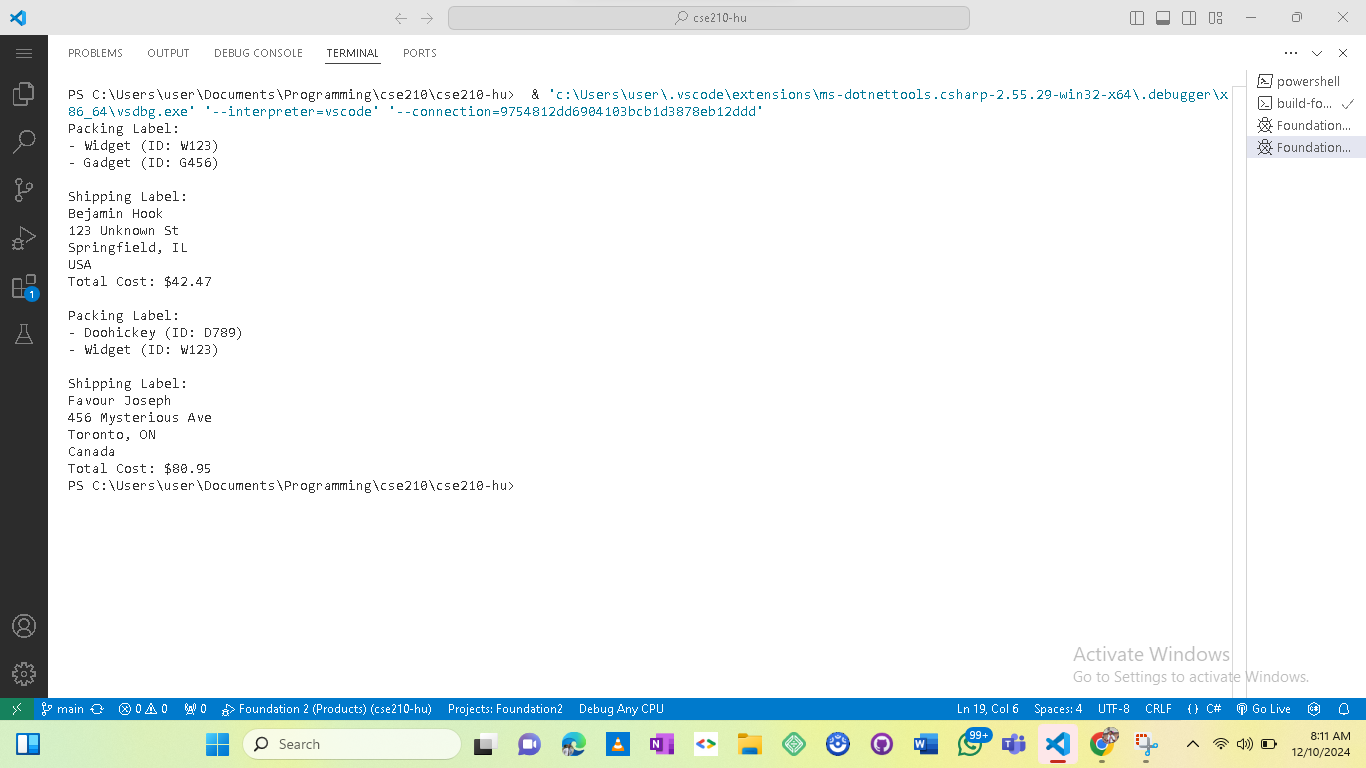 cse210-hu
PROBLEMS
OUTPUT
DEBUG CONSOLE
TERMINAL
PORTS
PS C:\Users\user\Documents\Programming\cse210\cse210-hu>  & 'c:\Users\user\.vscode\extensions\ms-dotnettools.csharp-2.55.29-win32-x64\.debugger\x
86_64\vsdbg.exe' '--interpreter=vscode' '--connection=9754812dd6904103bcb1d3878eb12ddd'
Packing Label:
- Widget (ID: W123)
- Gadget (ID: G456)
Shipping Label:
Bejamin Hook
123 Unknown St
Springfield, IL
USA
Total Cost: $42.47
Packing Label:
- Doohickey (ID: D789)
- Widget (ID: W123)
Shipping Label:
Favour Joseph
456 Mysterious Ave
Toronto, ON
Canada
Total Cost: $80.95
PS C:\Users\user\Documents\Programming\cse210\cse210-hu>
powershell
build-fo...
Foundation...
Foundation...
1
Activate Windows
Go to Settings to activate Windows.
main
0
0
0
Foundation 2 (Products) (cse210-hu)
Projects: Foundation2
Debug Any CPU
Ln 19, Col 6
Spaces: 4
UTF-8
CRLF
{ } C#
Go Live
Search
99+
8:11 AM
12/10/2024